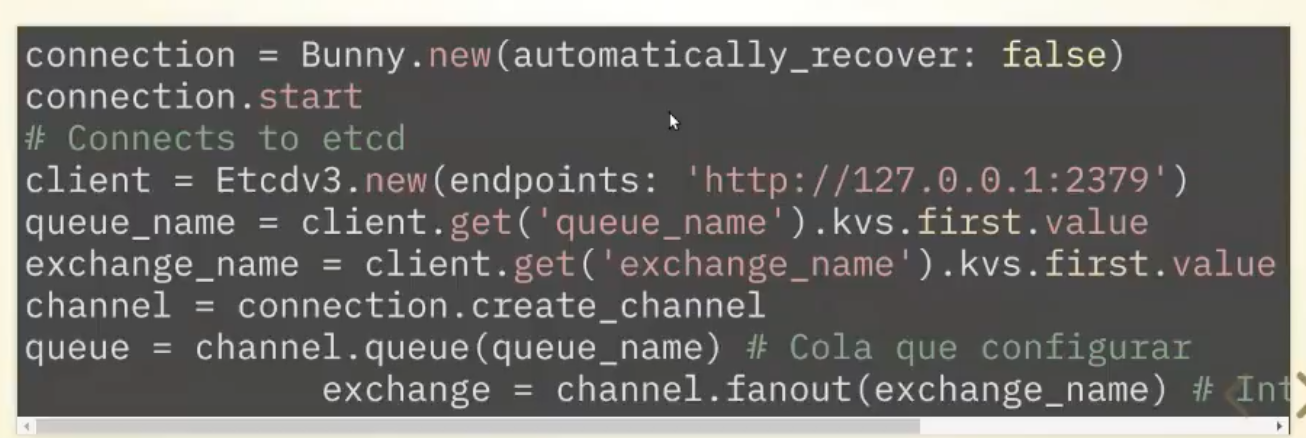 connection = Bunny.new(automatically_recover: false)
connection.start
# Connects to etcd
client = Etcdv3.new(endpoints: 'http://127.0.0.1:2379')
queue_name = client.get('queue_name').kvs.first.value
exchange_name = client.get('exchange_name').kvs.first.value
channel = connection.create_channel
queue = channel.queue(queue_name) # Cola que configurar
exchange = channel.fanout(exchange_name) # Int